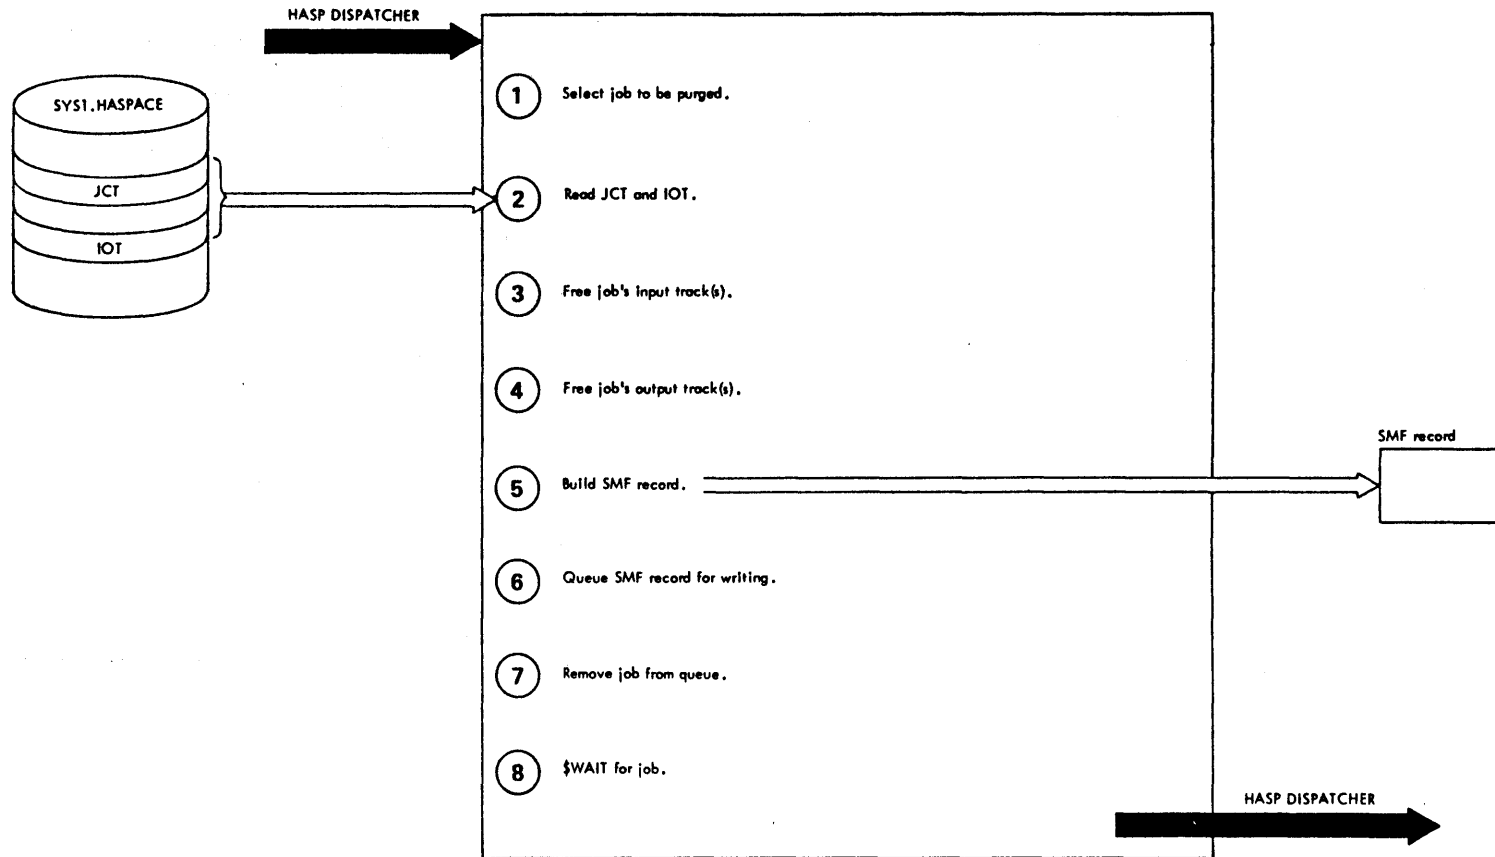 HASP DISPATCHER
SYS1.HASPACE
JCT
IOT
1 Select job to be purged.
2 Read JCT and IOT.
3 Free job's input track(s).
4 Free job's output track(s).
5 Build SMF record.
SMF record
6 Queue SMF record for writing.
7 Remove job from queue.
8 $WAIT for job.
HASP DISPATCHER